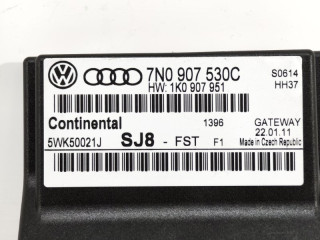 7N0 907 530C
HW: 1K0 907 951
S0614
HH37
Continental
1396
GATEWAY
22.01.11
5WK50021J
SJ8 - FST F1
Made in Czech Republic